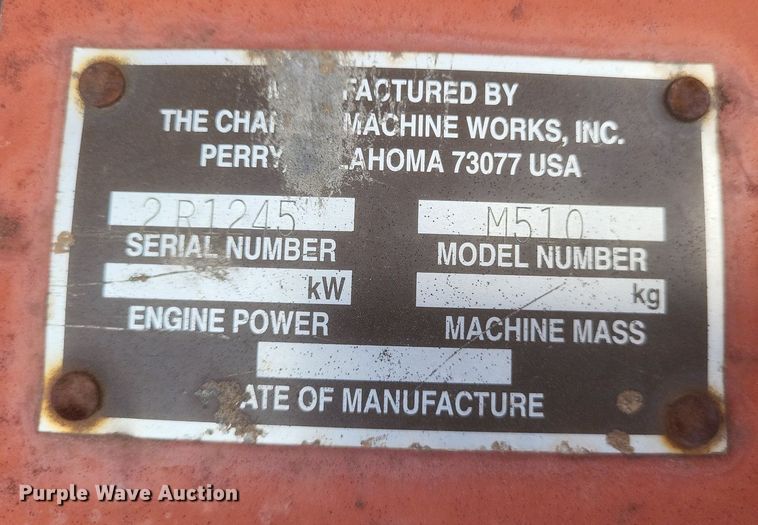 FACTURED BY
THE CHAR MACHINE WORKS, INC.
PERRY LAHOMA 73077 USA
2R1245 M510
SERIAL NUMBER MODEL NUMBER
kW kg
ENGINE POWER MACHINE MASS
ATE OF MANUFACTURE
Purple Wave Auction